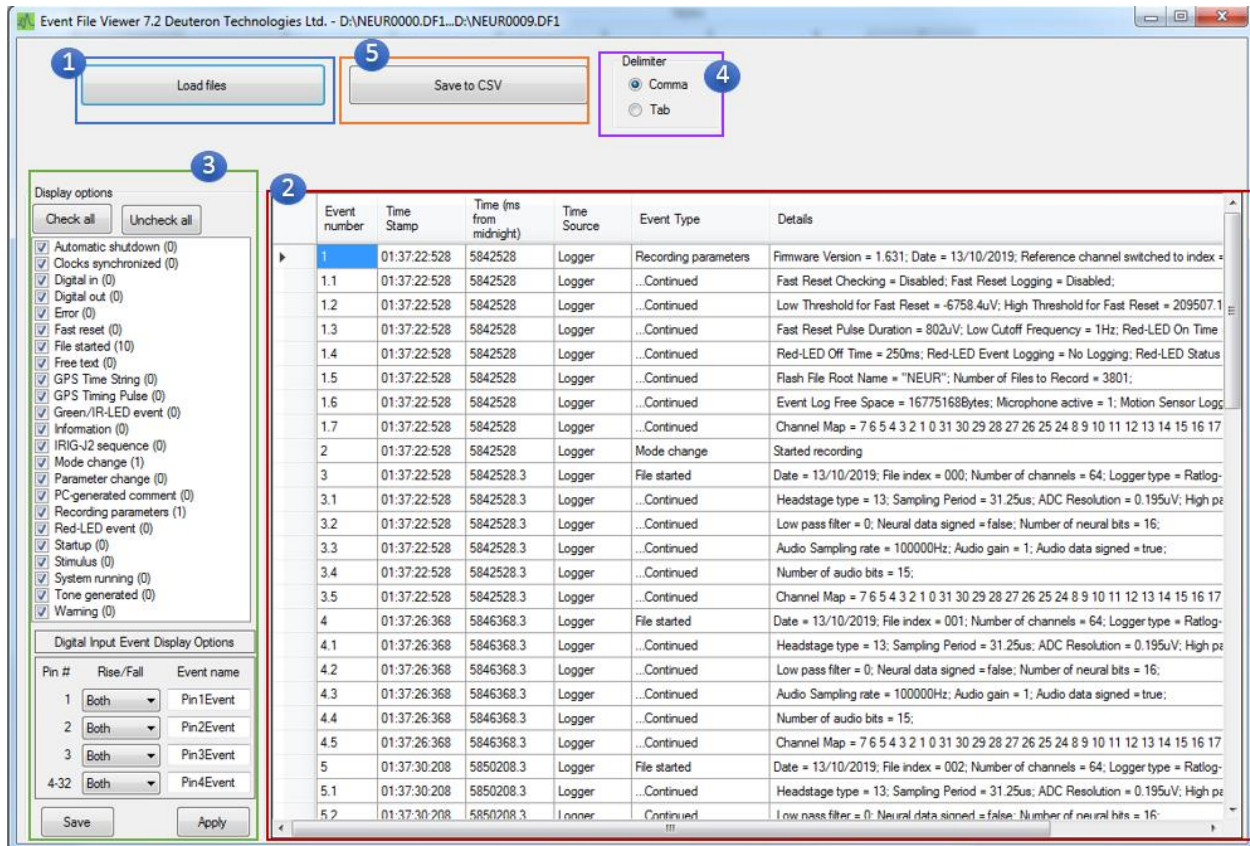 Event File Viewer 7.2 Deuteron Technologies Ltd. - D:\NEUR0000.DF1...D:\NEUR0009.DF1
1
Load files
5
Save to CSV
Delimiter
4
Comma
Tab
3
Display options
Check all Uncheck all
Automatic shutdown (0)
Clocks synchronized (0)
Digital in (0)
Digital out (0)
Error (0)
Fast reset (0)
File started (10)
Free text (0)
GPS Time String (0)
GPS Timing Pulse (0)
Green/IR-LED event (0)
Information (0)
IRIG-J2 sequence (0)
Mode change (1)
Parameter change (0)
PC-generated comment (0)
Recording parameters (1)
Red-LED event (0)
Startup (0)
Stimulus (0)
System running (0)
Tone generated (0)
Warning (0)
Digital Input Event Display Options
Pin # Rise/Fall Event name
1 Both Pin1Event
2 Both Pin2Event
3 Both Pin3Event
4-32 Both Pin4Event
Save Apply
2
Event number Time Stamp Time (ms from midnight) Time Source Event Type Details
1 01:37:22:528 5842528 Logger Recording parameters Firmware Version = 1.631; Date = 13/10/2019; Reference channel switched to index =
1.1 01:37:22:528 5842528 Logger ...Continued Fast Reset Checking = Disabled; Fast Reset Logging = Disabled;
1.2 01:37:22:528 5842528 Logger ...Continued Low Threshold for Fast Reset = -6758.4uV; High Threshold for Fast Reset = 209507.1
1.3 01:37:22:528 5842528 Logger ...Continued Fast Reset Pulse Duration = 802uV; Low Cutoff Frequency = 1Hz; Red-LED On Time
1.4 01:37:22:528 5842528 Logger ...Continued Red-LED Off Time = 250ms; Red-LED Event Logging = No Logging; Red-LED Status
1.5 01:37:22:528 5842528 Logger ...Continued Flash File Root Name = "NEUR"; Number of Files to Record = 3801;
1.6 01:37:22:528 5842528 Logger ...Continued Event Log Free Space = 16775168Bytes; Microphone active = 1; Motion Sensor Logg
1.7 01:37:22:528 5842528 Logger ...Continued Channel Map = 7 6 5 4 3 2 1 0 31 30 29 28 27 26 25 24 8 9 10 11 12 13 14 15 16 17
2 01:37:22:528 5842528 Logger Mode change Started recording
3 01:37:22:528 5842528.3 Logger File started Date = 13/10/2019; File index = 000; Number of channels = 64; Logger type = Ratlog-
3.1 01:37:22:528 5842528.3 Logger ...Continued Headstage type = 13; Sampling Period = 31.25us; ADC Resolution = 0.195uV; High pa
3.2 01:37:22:528 5842528.3 Logger ...Continued Low pass filter = 0; Neural data signed = false; Number of neural bits = 16;
3.3 01:37:22:528 5842528.3 Logger ...Continued Audio Sampling rate = 100000Hz; Audio gain = 1; Audio data signed = true;
3.4 01:37:22:528 5842528.3 Logger ...Continued Number of audio bits = 15;
3.5 01:37:22:528 5842528.3 Logger ...Continued Channel Map = 7 6 5 4 3 2 1 0 31 30 29 28 27 26 25 24 8 9 10 11 12 13 14 15 16 17
4 01:37:26:368 5846368.3 Logger File started Date = 13/10/2019; File index = 001; Number of channels = 64; Logger type = Ratlog-
4.1 01:37:26:368 5846368.3 Logger ...Continued Headstage type = 13; Sampling Period = 31.25us; ADC Resolution = 0.195uV; High pa
4.2 01:37:26:368 5846368.3 Logger ...Continued Low pass filter = 0; Neural data signed = false; Number of neural bits = 16;
4.3 01:37:26:368 5846368.3 Logger ...Continued Audio Sampling rate = 100000Hz; Audio gain = 1; Audio data signed = true;
4.4 01:37:26:368 5846368.3 Logger ...Continued Number of audio bits = 15;
4.5 01:37:26:368 5846368.3 Logger ...Continued Channel Map = 7 6 5 4 3 2 1 0 31 30 29 28 27 26 25 24 8 9 10 11 12 13 14 15 16 17
5 01:37:30:208 5850208.3 Logger File started Date = 13/10/2019; File index = 002; Number of channels = 64; Logger type = Ratlog-
5.1 01:37:30:208 5850208.3 Logger ...Continued Headstage type = 13; Sampling Period = 31.25us; ADC Resolution = 0.195uV; High pa
5.2 01:37:30:208 5850208.3 Logger ...Continued Low pass filter = 0; Neural data signed = false; Number of neural bits = 16;